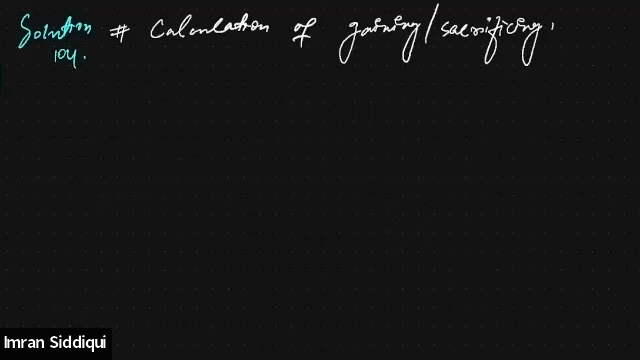 Solution # Calculation of gaining/sacrificing.
104.
Imran Siddiqui